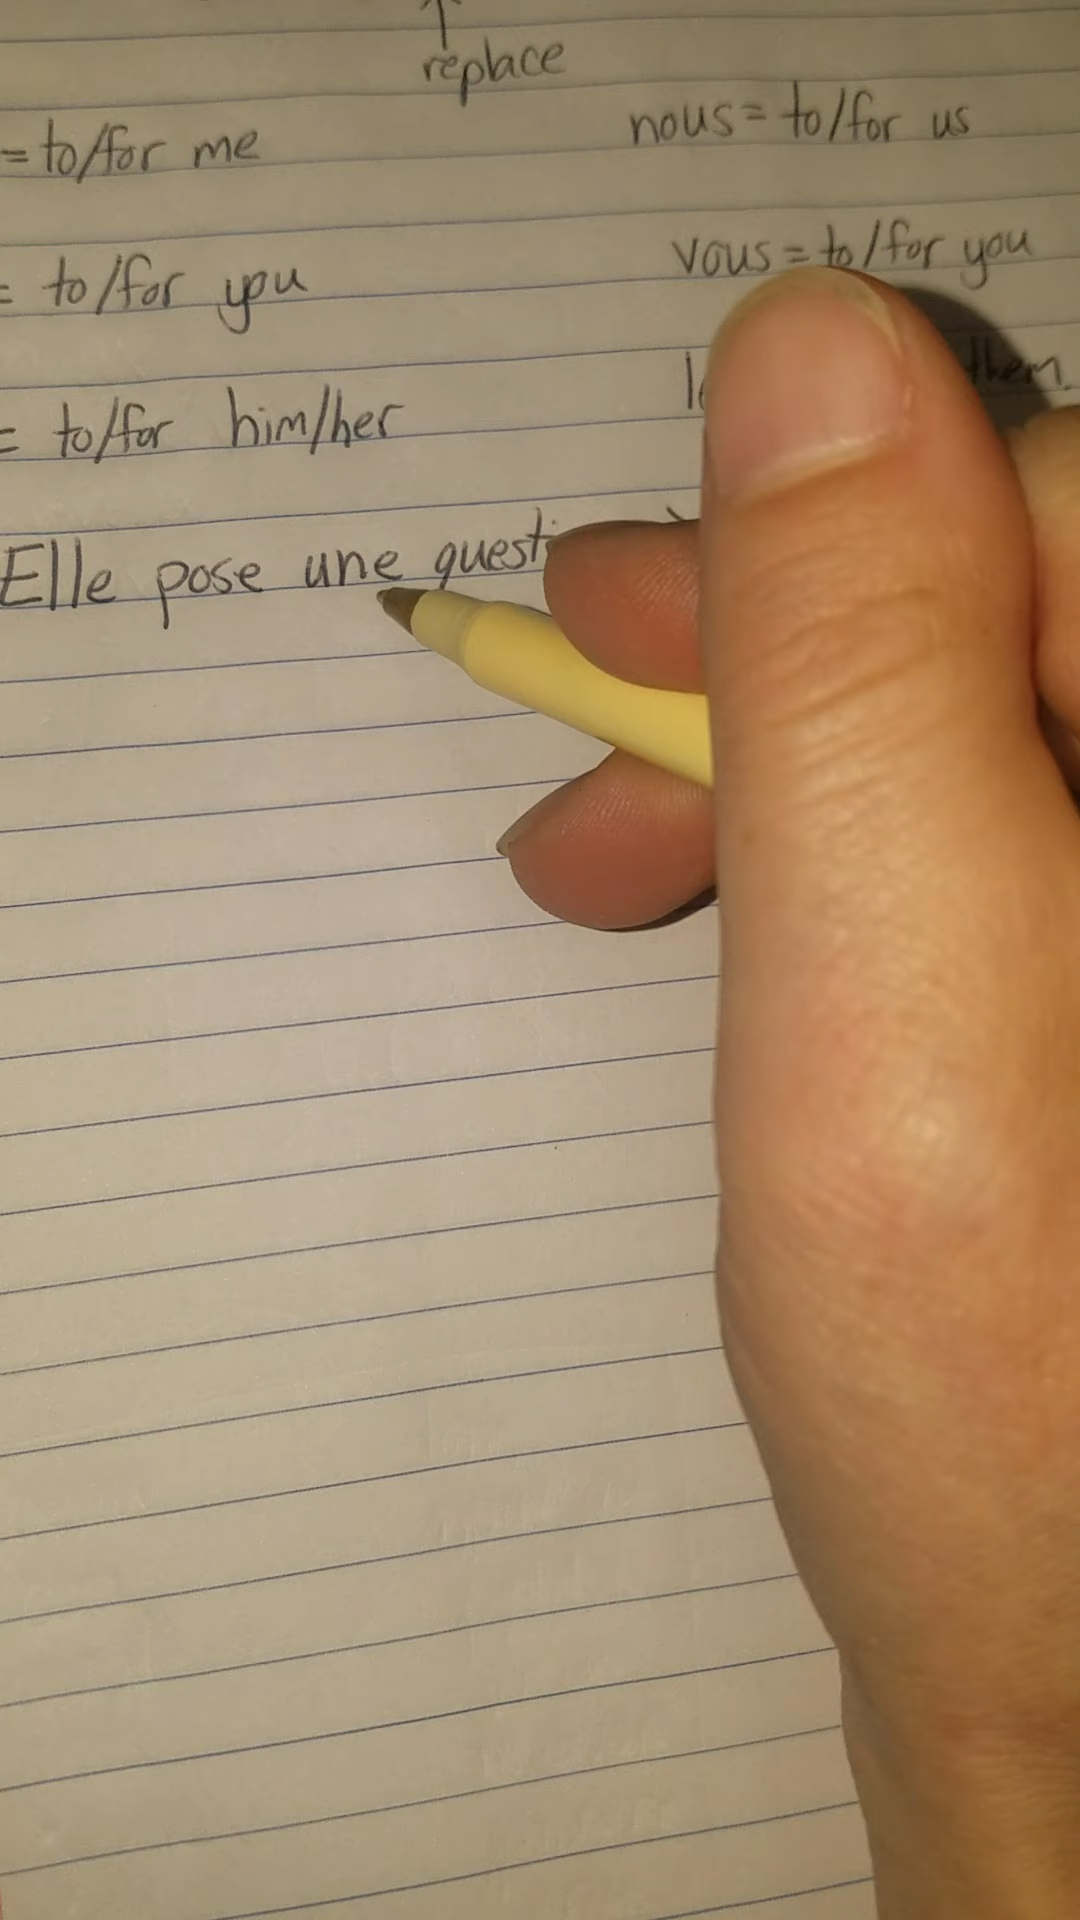 replace
= to/for me nous = to/for us
= to/for you vous = to/for you
= to/for him/her them.
Elle pose une